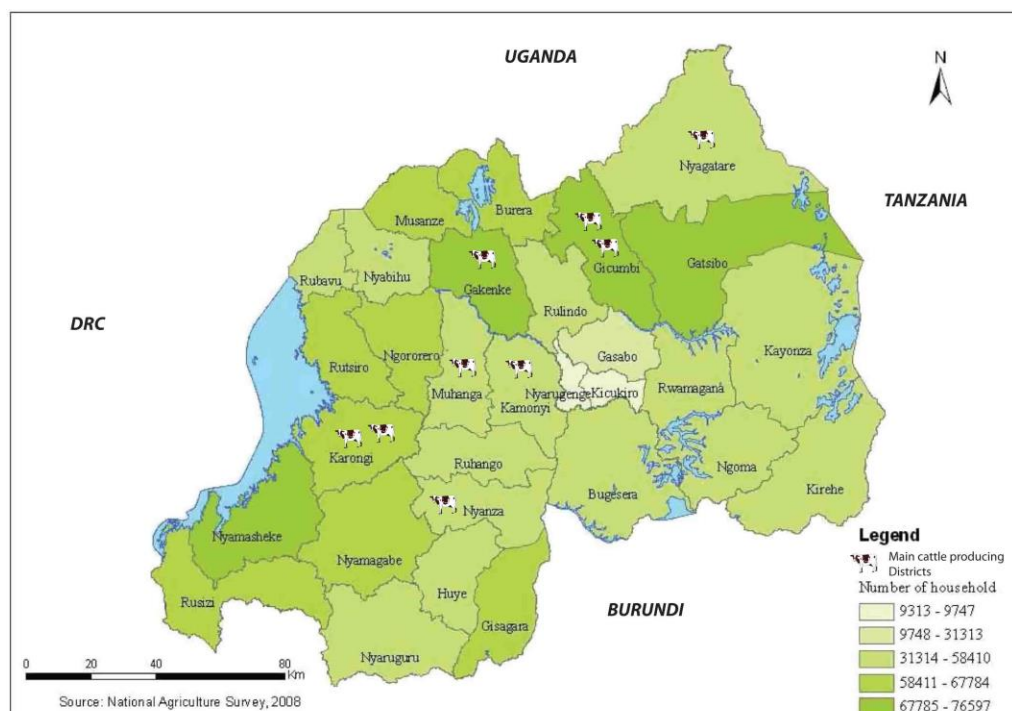 UGANDA
N
Nyagatare
TANZANIA
Burera
Musanze
Gicumbi
Gatsibo
Nyabihu
Rubavu
Gakenke
Rulindo
DRC
Kayonza
Gasabo
Ngororero
Rutsiro
Muhanga
Kamonyi
Nyarugenge
Kicukiro
Rwamagana
Karongi
Ruhango
Ngoma
Bugesera
Kirehe
Nyanza
Nyamasheke
Nyamagabe
Huye
Rusizi
Gisagara
BURUNDI
Nyaruguru
Legend
Main cattle producing
Districts
Number of household
9313 - 9747
9748 - 31313
31314 - 58410
58411 - 67784
67785 - 76597
0 20 40 80
Km
Source: National Agriculture Survey, 2008